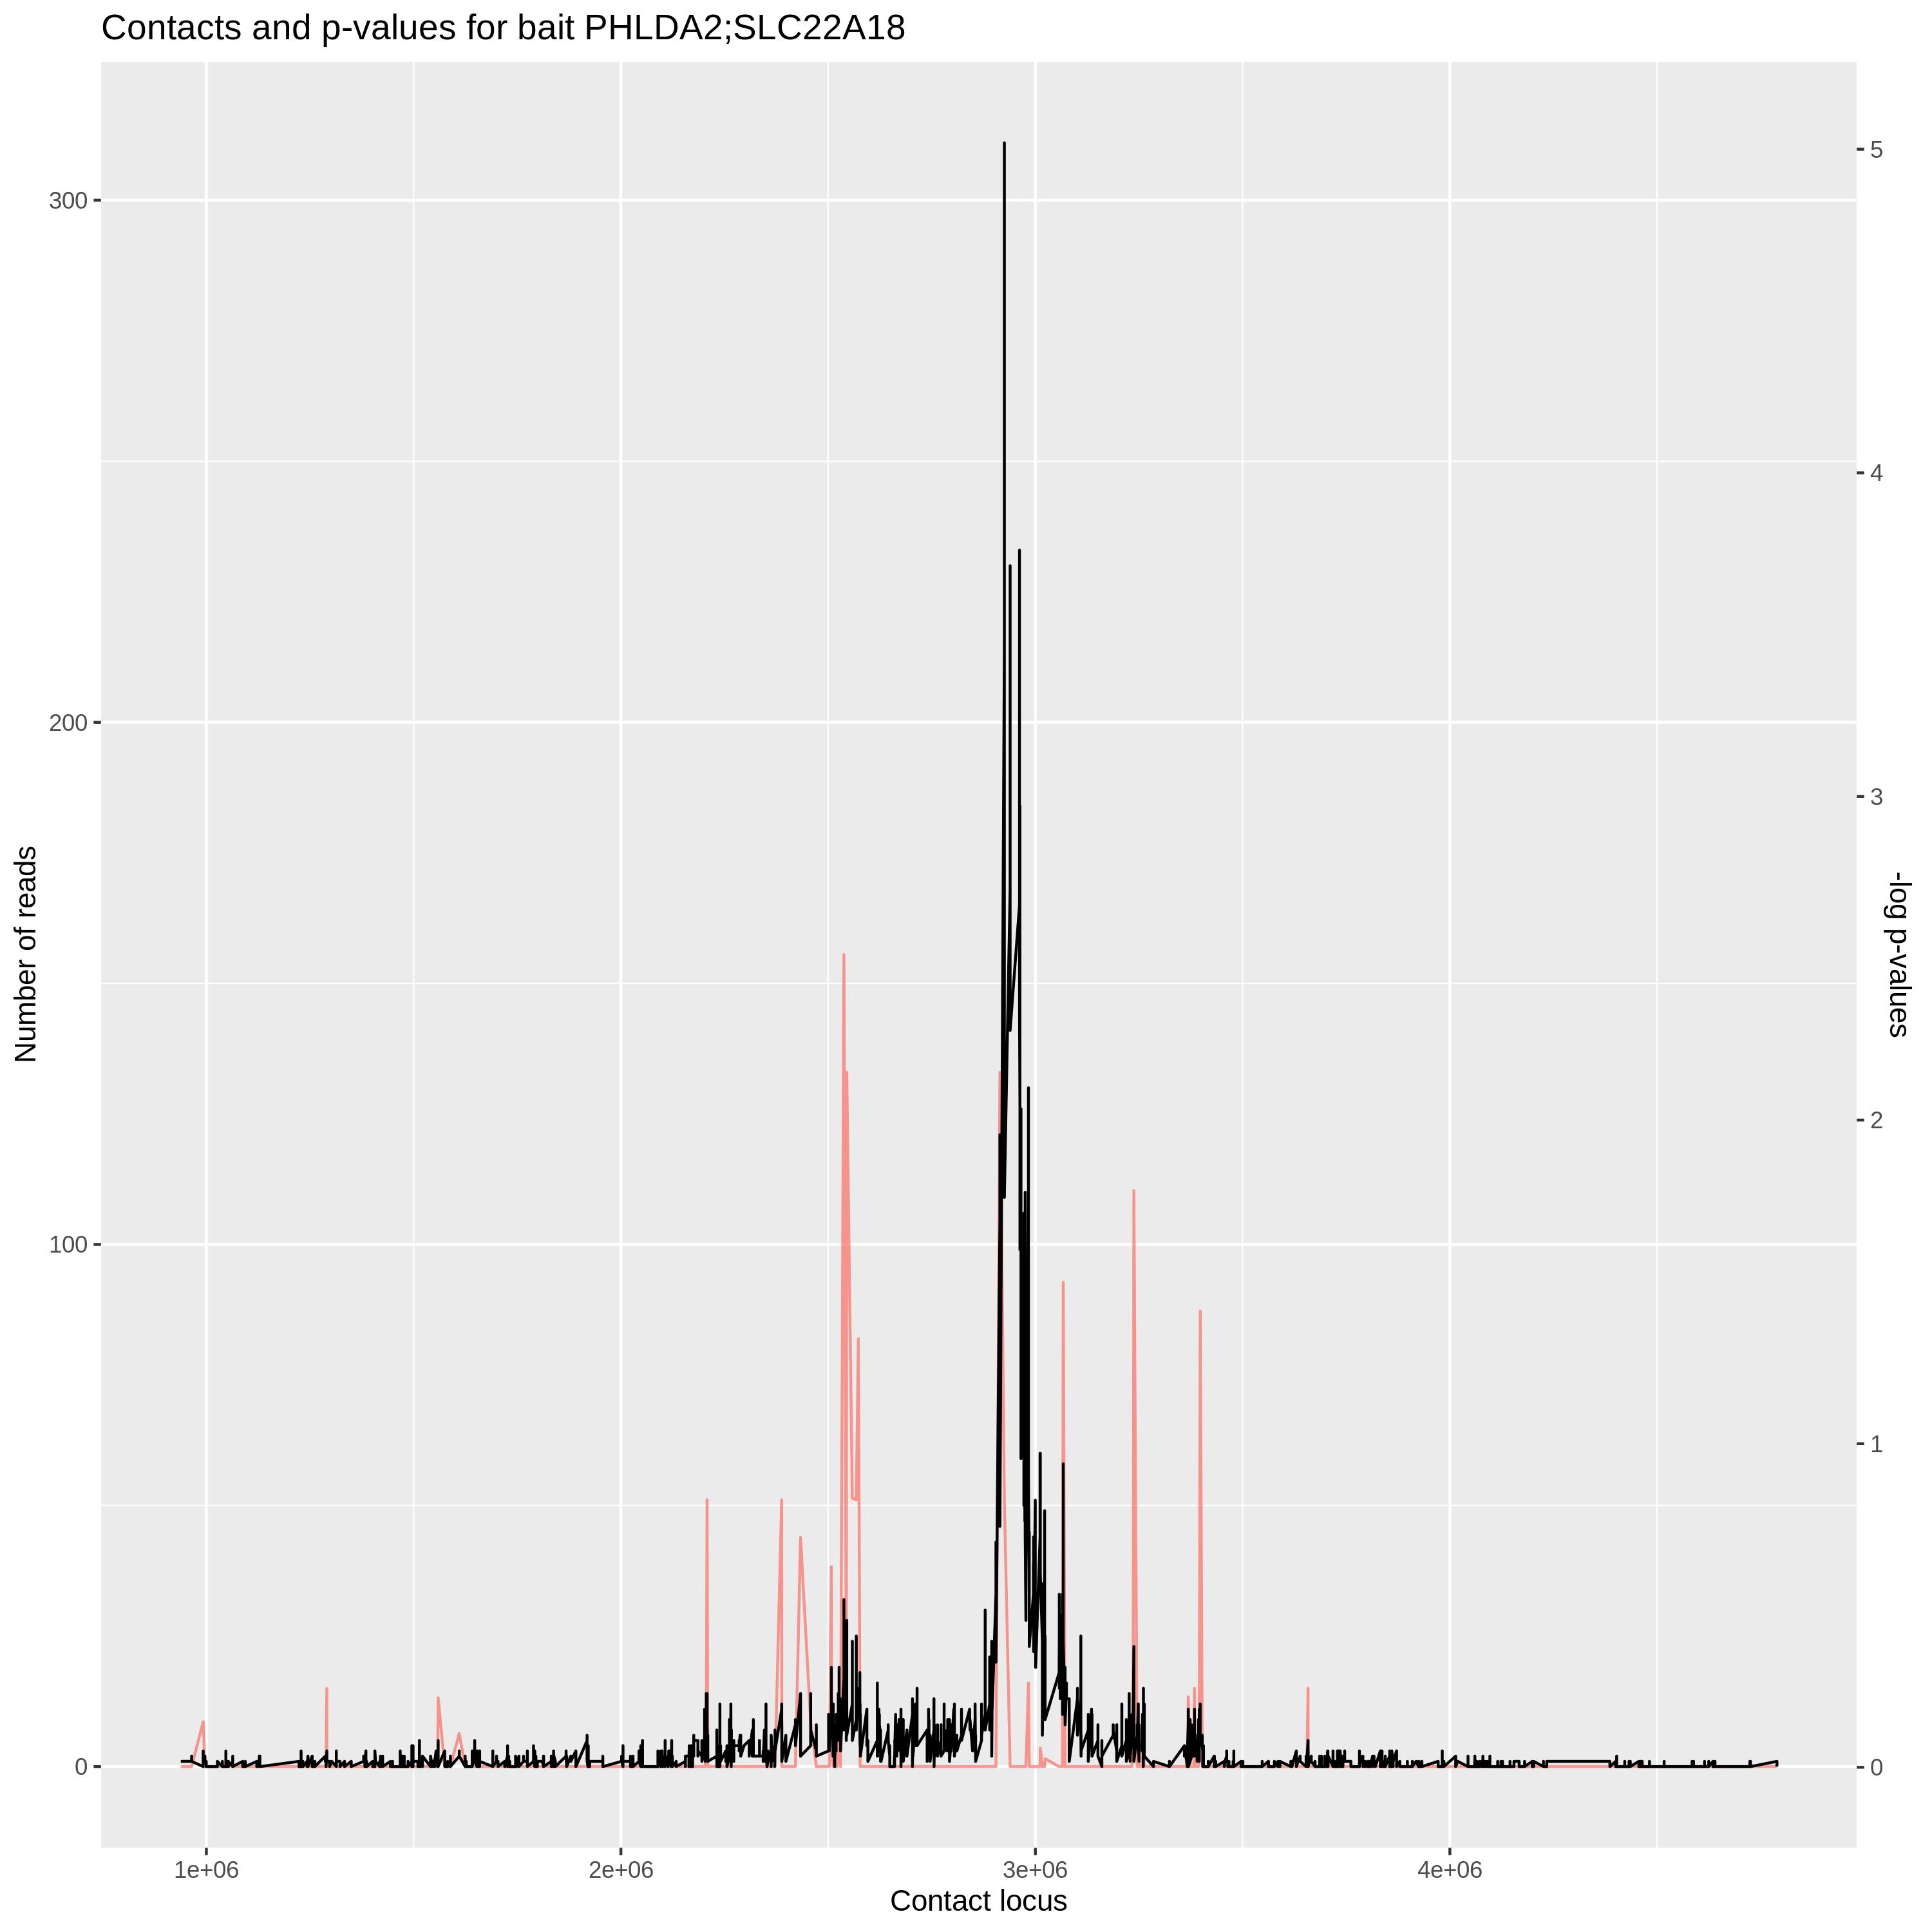 Contacts and p-values for bait PHLDA2;SLC22A18
300
200
100
0
Number of reads
5
4
3
2
1
0
-log p-values
1e+06
2e+06
3e+06
4e+06
Contact locus